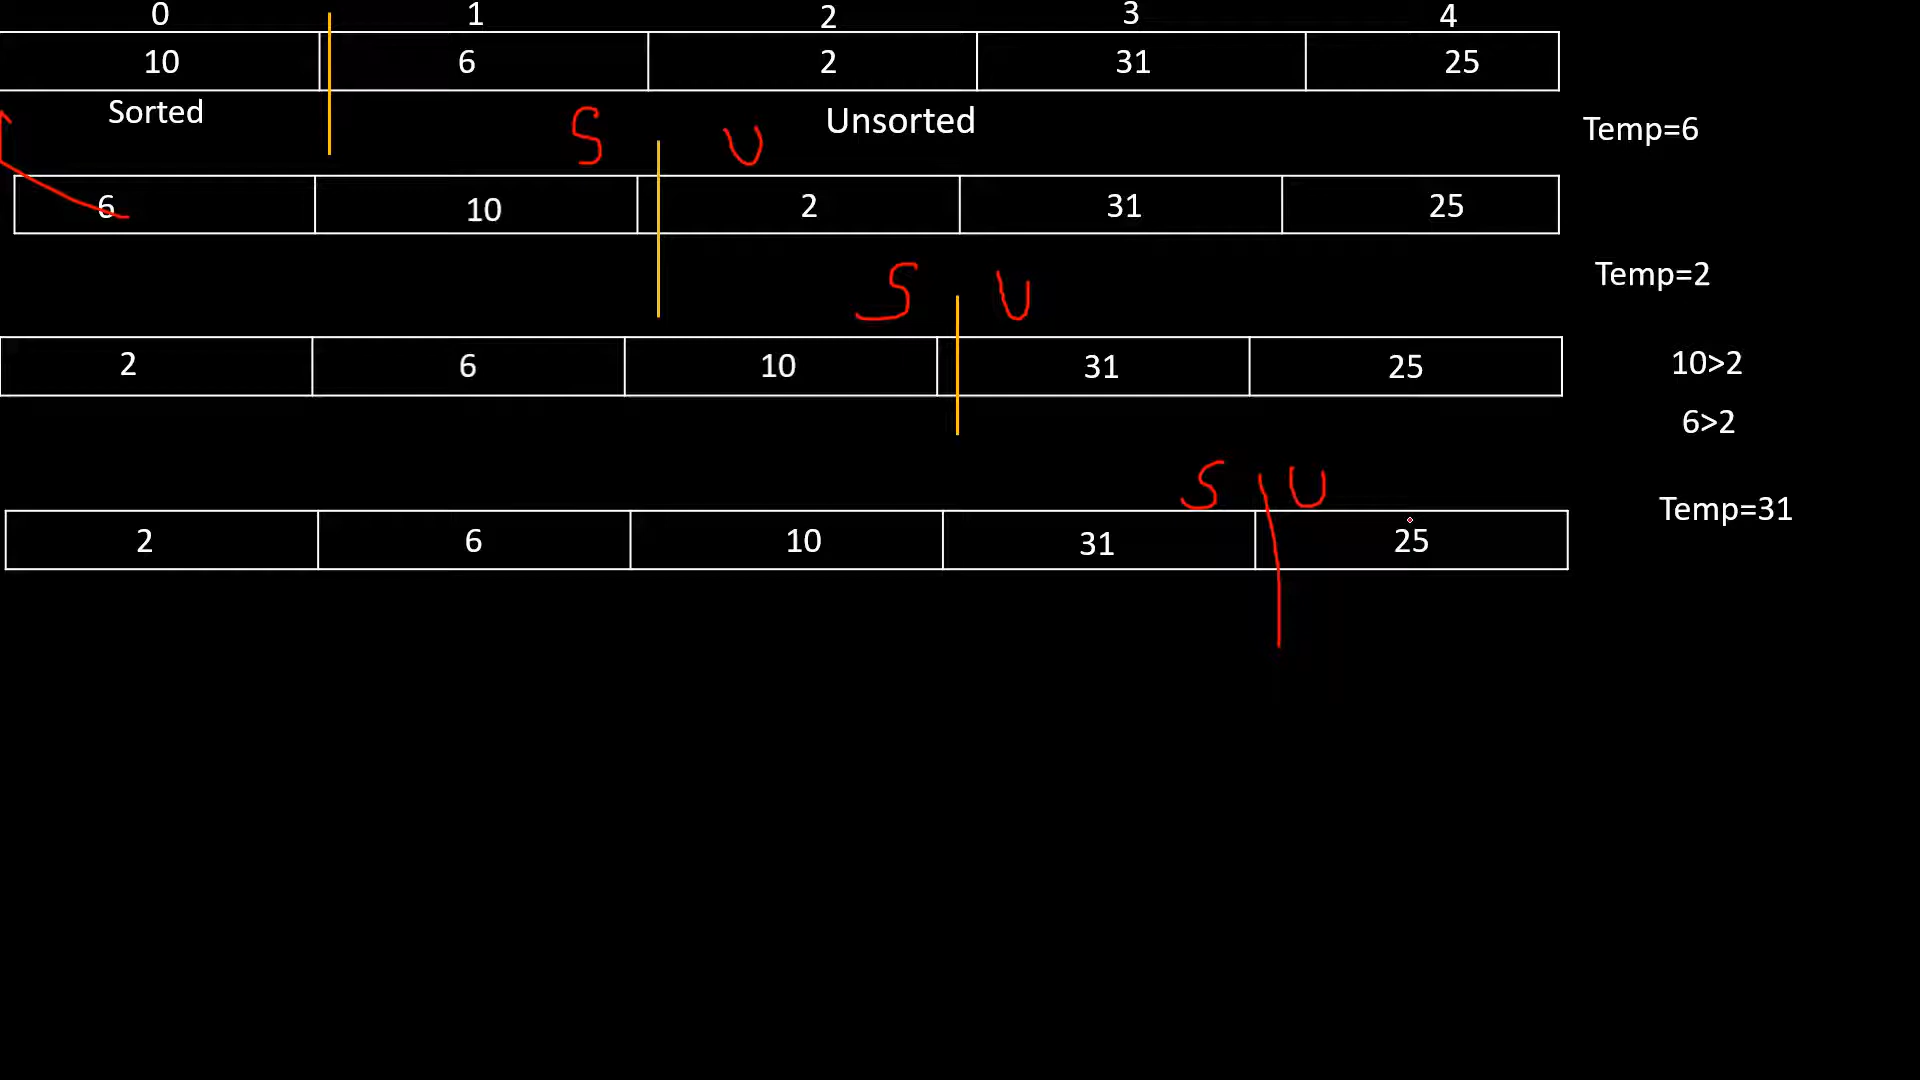 0 1 2 3 4
10 6 2 31 25
Sorted
Unsorted
Temp=6
S U
6 10 2 31 25
Temp=2
S U
2 6 10 31 25
10>2
6>2
S U
Temp=31
2 6 10 31 25